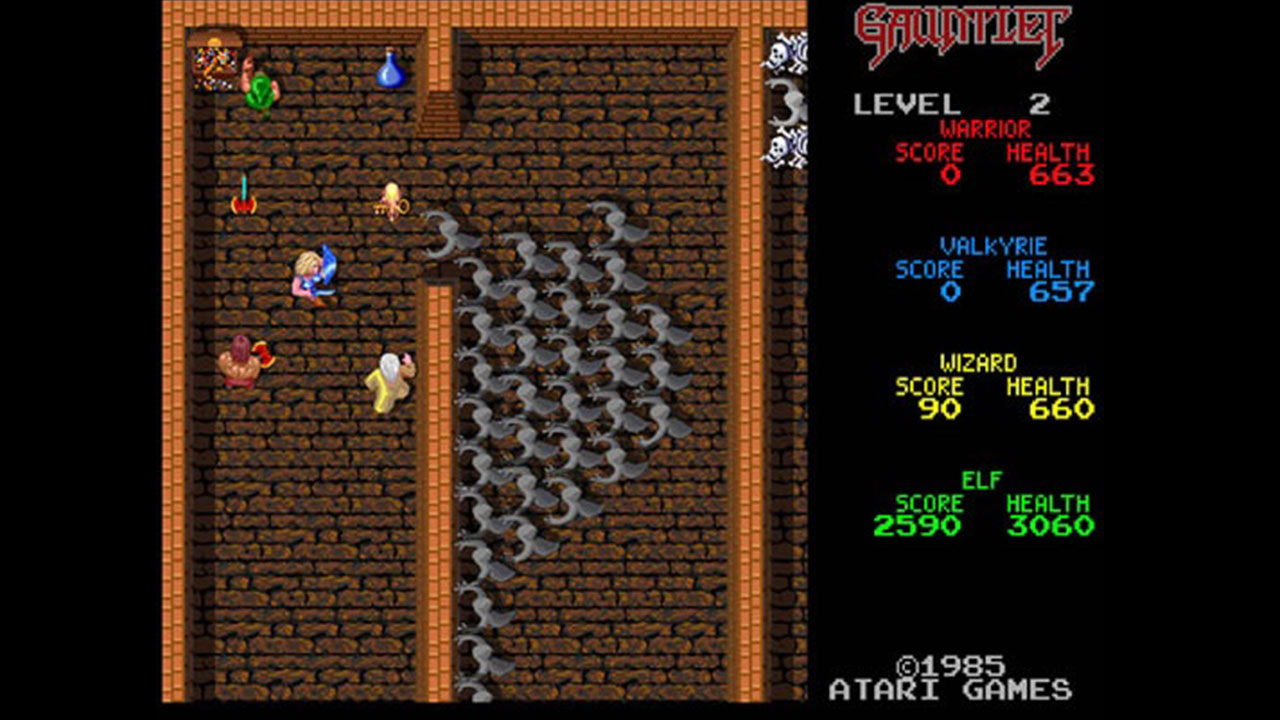 GAUNTLET
LEVEL 2
WARRIOR
SCORE HEALTH
0 663
VALKYRIE
SCORE HEALTH
0 657
WIZARD
SCORE HEALTH
90 660
ELF
SCORE HEALTH
2590 3060
©1985
ATARI GAMES